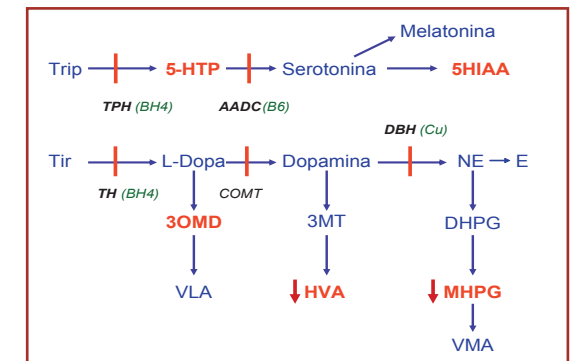 Melatonina
Trip 5-HTP Serotonina 5HIAA
TPH (BH4) AADC(B6)
DBH (Cu)
Tir L-Dopa Dopamina NE E
TH (BH4) COMT
3OMD 3MT DHPG
VLA HVA MHPG
VMA